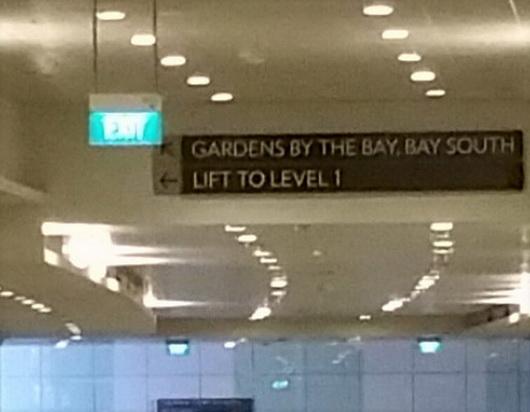 EXIT
GARDENS BY THE BAY, BAY SOUTH
LIFT TO LEVEL 1